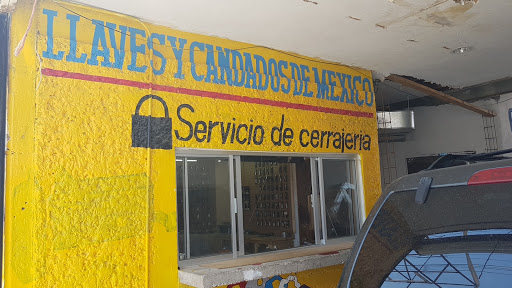 LLAVES Y CANDADOS DE MEXICO
Servicio de cerrajeria